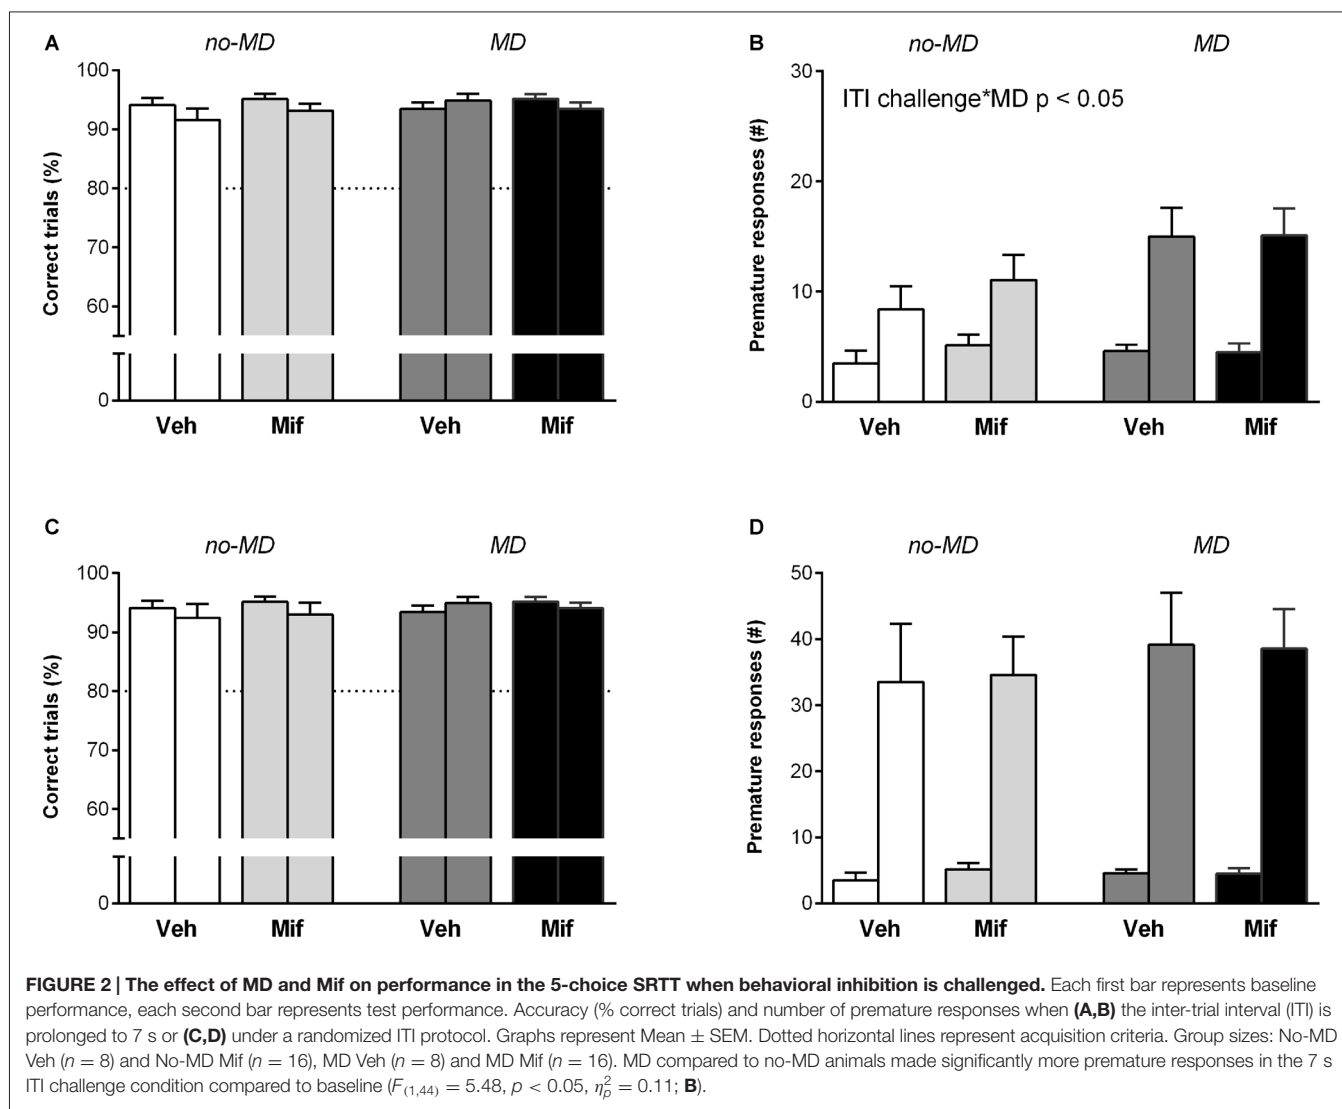 A
no-MD
MD
100
90
80
70
60
0
Correct trials (%)
Veh
Mif
Veh
Mif
B
no-MD
MD
30
20
10
0
Premature responses (#)
ITI challenge*MD p < 0.05
Veh
Mif
Veh
Mif
C
no-MD
MD
100
90
80
70
60
0
Correct trials (%)
Veh
Mif
Veh
Mif
D
no-MD
MD
50
40
30
20
10
0
Premature responses (#)
Veh
Mif
Veh
Mif
FIGURE 2 | The effect of MD and Mif on performance in the 5-choice SRTT when behavioral inhibition is challenged. Each first bar represents baseline
performance, each second bar represents test performance. Accuracy (% correct trials) and number of premature responses when (A,B) the inter-trial interval (ITI) is
prolonged to 7 s or (C,D) under a randomized ITI protocol. Graphs represent Mean ± SEM. Dotted horizontal lines represent acquisition criteria. Group sizes: No-MD
Veh (n = 8) and No-MD Mif (n = 16), MD Veh (n = 8) and MD Mif (n = 16). MD compared to no-MD animals made significantly more premature responses in the 7 s
ITI challenge condition compared to baseline (F(1,44) = 5.48, p < 0.05, η²p = 0.11; B).